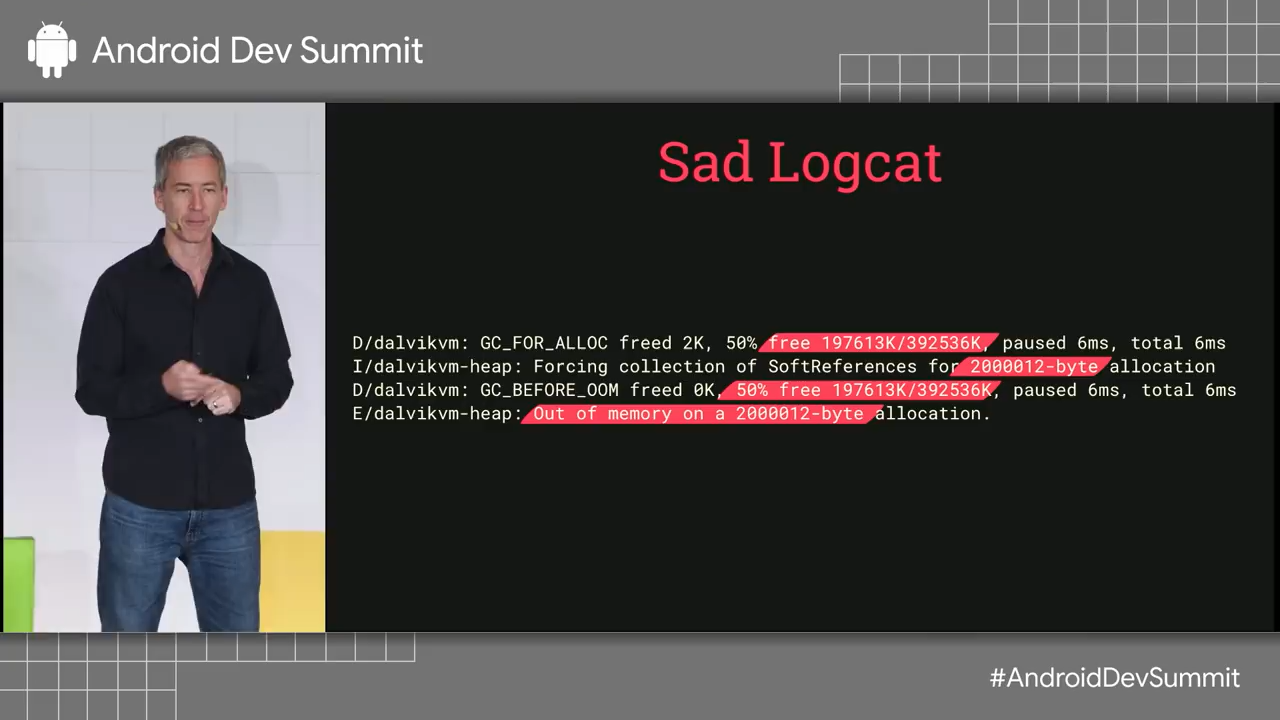 Android Dev Summit
Sad Logcat
D/dalvikvm: GC_FOR_ALLOC freed 2K, 50% free 197613K/392536K, paused 6ms, total 6ms
I/dalvikvm-heap: Forcing collection of SoftReferences for 2000012-byte allocation
D/dalvikvm: GC_BEFORE_OOM freed 0K, 50% free 197613K/392536K, paused 6ms, total 6ms
E/dalvikvm-heap: Out of memory on a 2000012-byte allocation.
#AndroidDevSummit